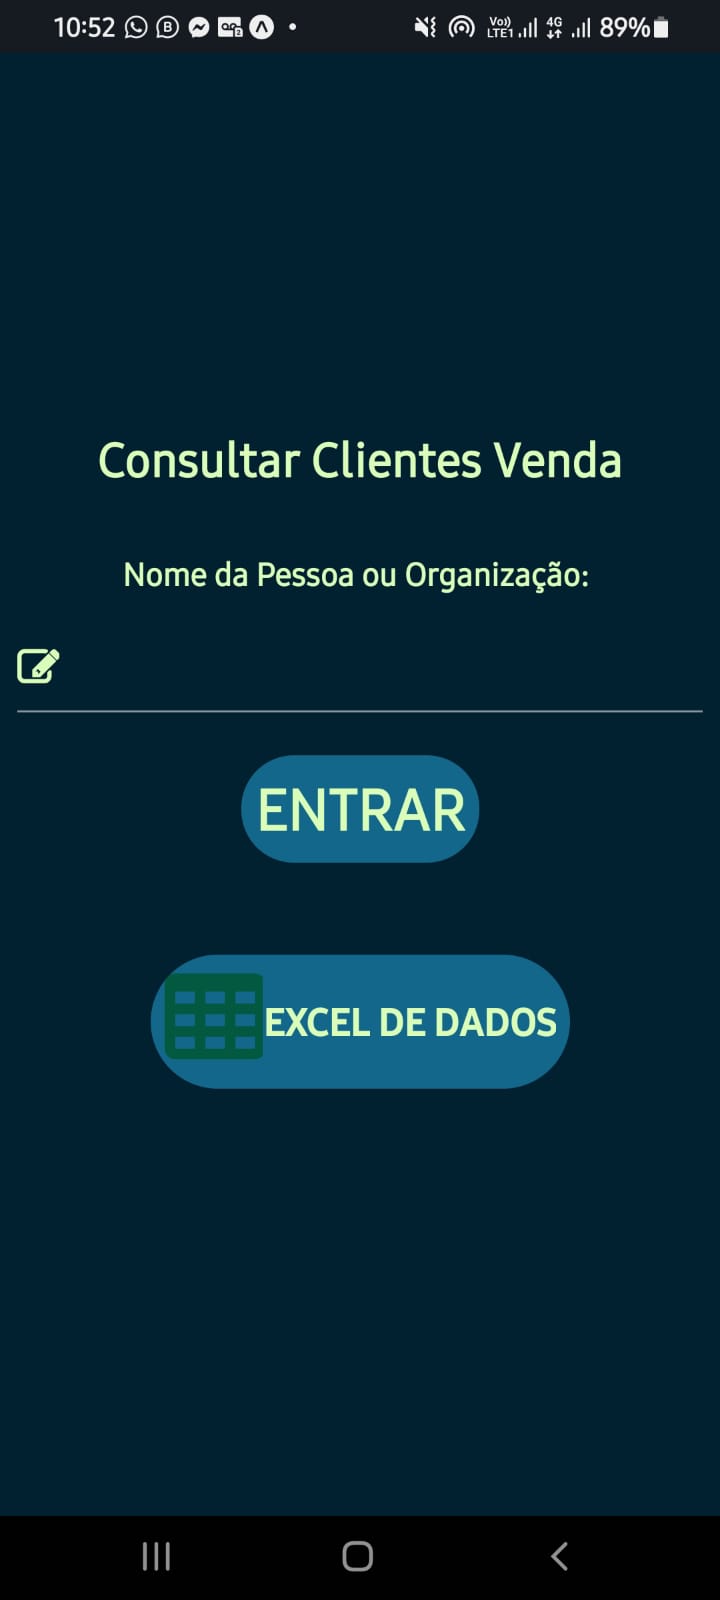 10:52
Vo)) LTE1 4G 89%
Consultar Clientes Venda
Nome da Pessoa ou Organização:
ENTRAR
EXCEL DE DADOS